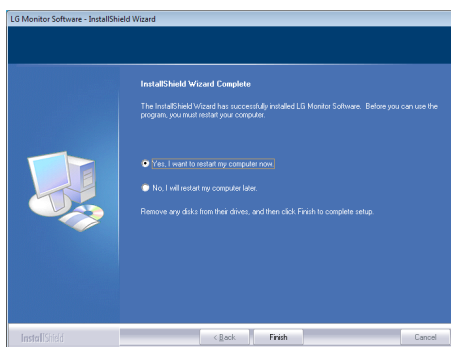 LG Monitor Software - InstallShield Wizard
InstallShield Wizard Complete
The InstallShield Wizard has successfully installed LG Monitor Software. Before you can use the
program, you must restart your computer.
Yes, I want to restart my computer now.
No, I will restart my computer later.
Remove any disks from their drives, and then click Finish to complete setup.
InstallShield
< Back
Finish
Cancel